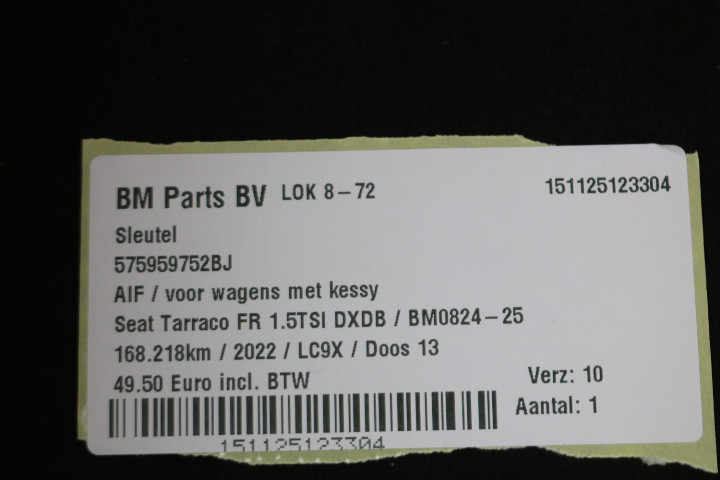 BM Parts BV LOK 8-72 151125123304
Sleutel
575959752BJ
AIF / voor wagens met kessy
Seat Tarraco FR 1.5TSI DXDB / BM0824-25
168.218km / 2022 / LC9X / Doos 13
49.50 Euro incl. BTW Verz: 10
Aantal: 1
151125123304